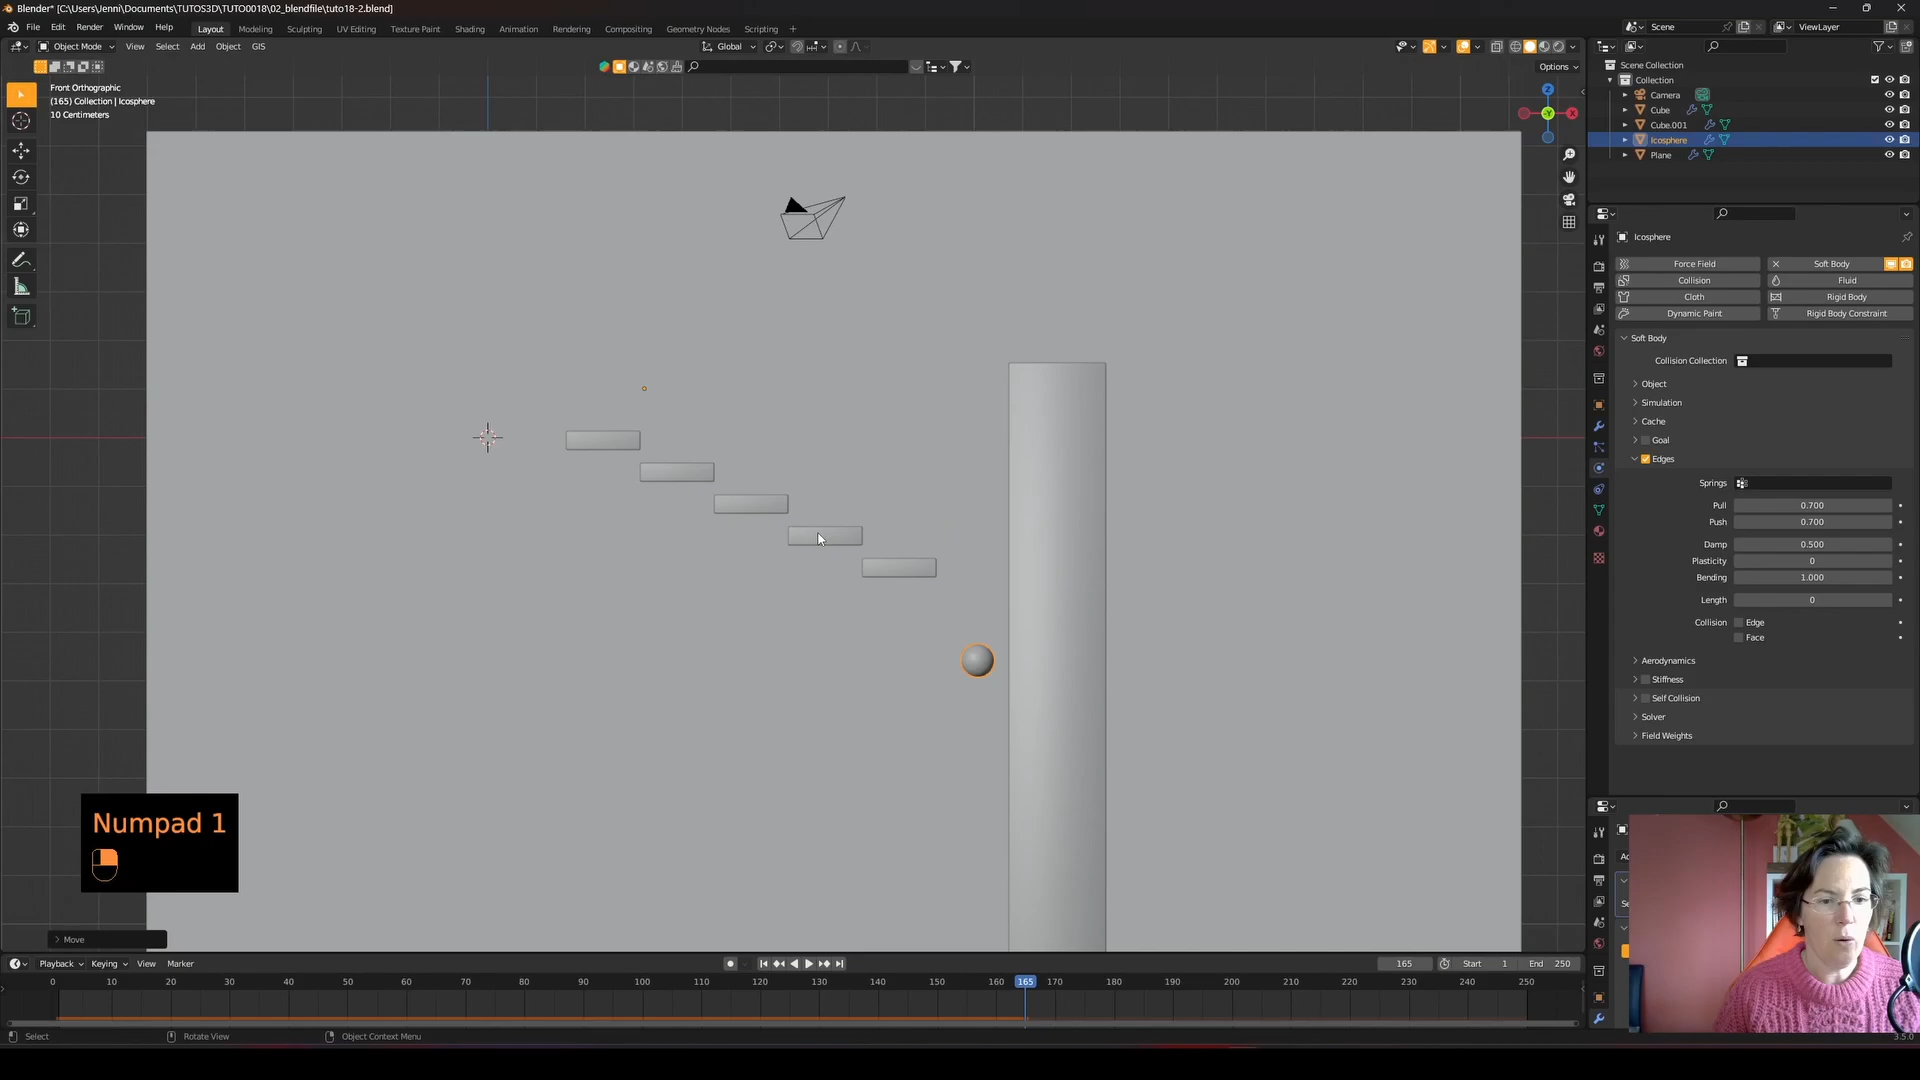 Blender* [C:\Users\Jenni\Documents\TUTOS3D\TUTO0018\02_blendfile\tuto18-2.blend]
File Edit Render Window Help Layout Modeling Sculpting UV Editing Texture Paint Shading Animation Rendering Compositing Geometry Nodes Scripting + Scene ViewLayer
Object Mode View Select Add Object GIS Global
Options
Front Orthographic
(165) Collection | Icosphere
10 Centimeters
Z
X
-Y
Scene Collection
Collection
Camera
Cube
Cube.001
Icosphere
Plane
Icosphere
Force Field Soft Body
Collision Fluid
Cloth Rigid Body
Dynamic Paint Rigid Body Constraint
Soft Body
Collision Collection
Object
Simulation
Cache
Goal
Edges
Springs
Pull 0.700
Push 0.700
Damp 0.500
Plasticity 0
Bending 1.000
Length 0
Collision Edge
Face
Aerodynamics
Stiffness
Self Collision
Solver
Field Weights
Numpad 1
Move
Playback Keying View Marker 165 Start 1 End 250
0 10 20 30 40 50 60 70 80 90 100 110 120 130 140 150 160 165 170 180 190 200 210 220 230 240 250
Select Rotate View Object Context Menu 3.5.0